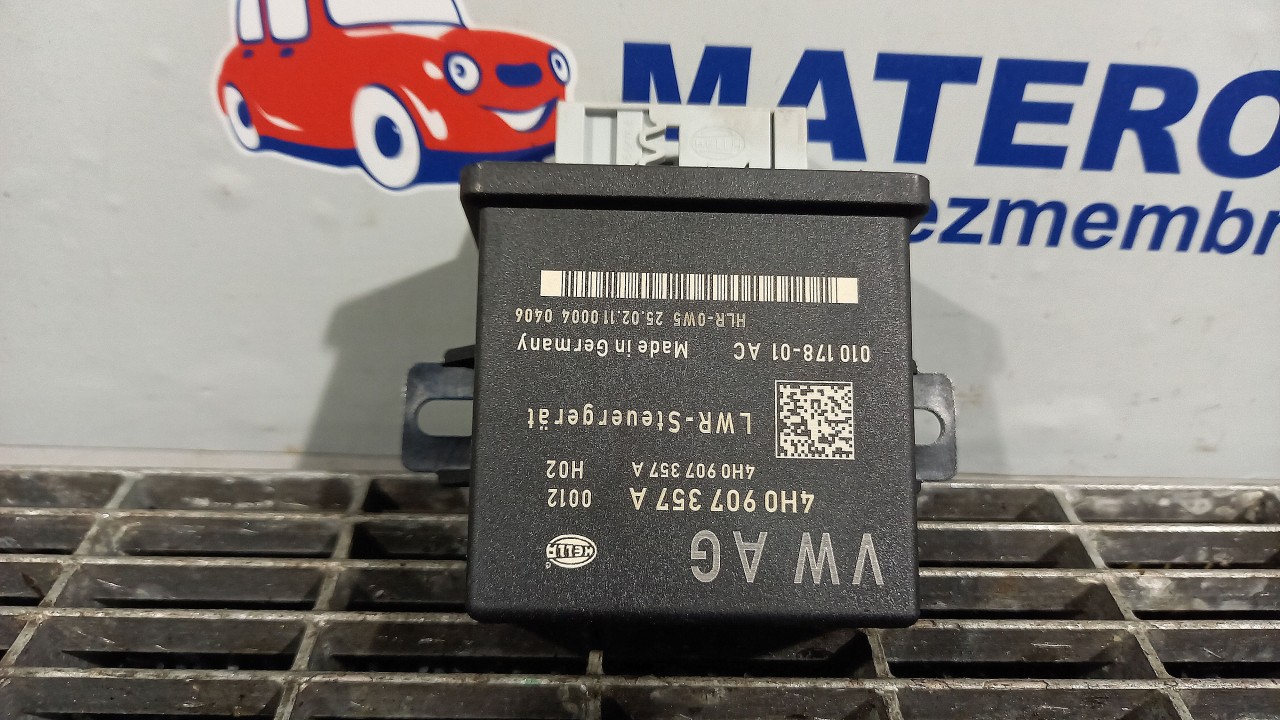 MATERO
ezmembr
HELLA
VW AG
HELLA
4H0 907 357 A 0012
4H0 907 357 A H02
LWR-Steuergerät
010 178-01 AC Made in Germany
HLR-0W5 25.02.11 0004 0406